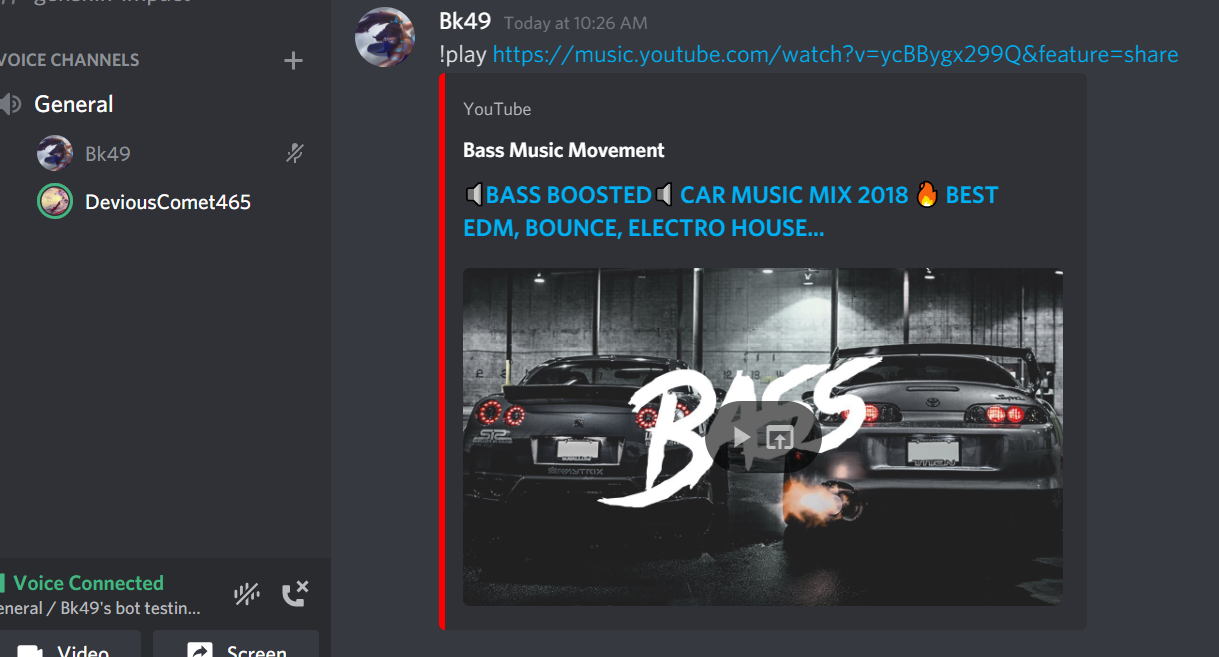 VOICE CHANNELS
General
Bk49
DeviousComet465
Voice Connected
eneral / Bk49's bot testin...
Video
Screen
Bk49 Today at 10:26 AM
!play https://music.youtube.com/watch?v=ycBBygx299Q&feature=share
YouTube
Bass Music Movement
BASS BOOSTED CAR MUSIC MIX 2018 🔥 BEST
EDM, BOUNCE, ELECTRO HOUSE...
BASS